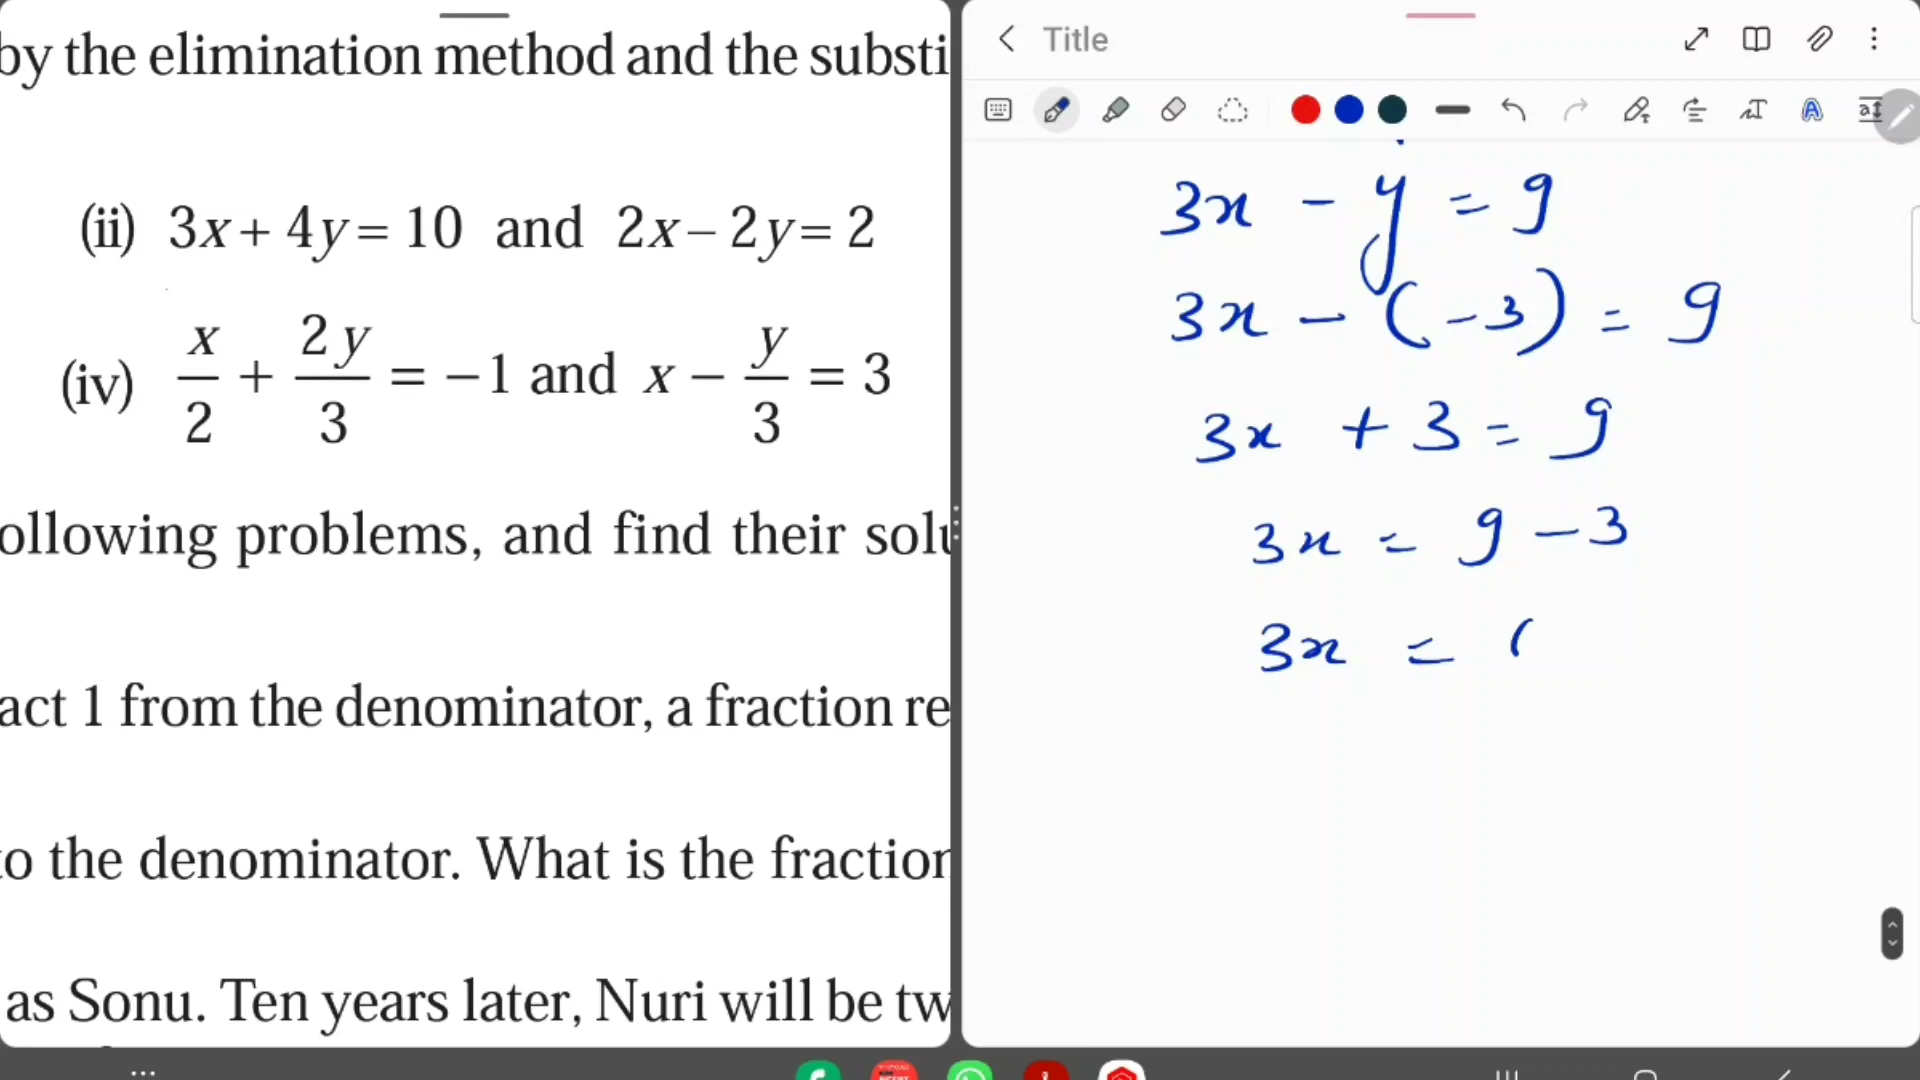 by the elimination method and the substi
(ii) 3x + 4y = 10 and 2x – 2y = 2
(iv) x/2 + 2y/3 = –1 and x – y/3 = 3
ollowing problems, and find their solu
act 1 from the denominator, a fraction re
to the denominator. What is the fraction
as Sonu. Ten years later, Nuri will be tw
Title
3x - y = 9
3x - (-3) = 9
3x + 3 = 9
3x = 9 - 3
3x = (